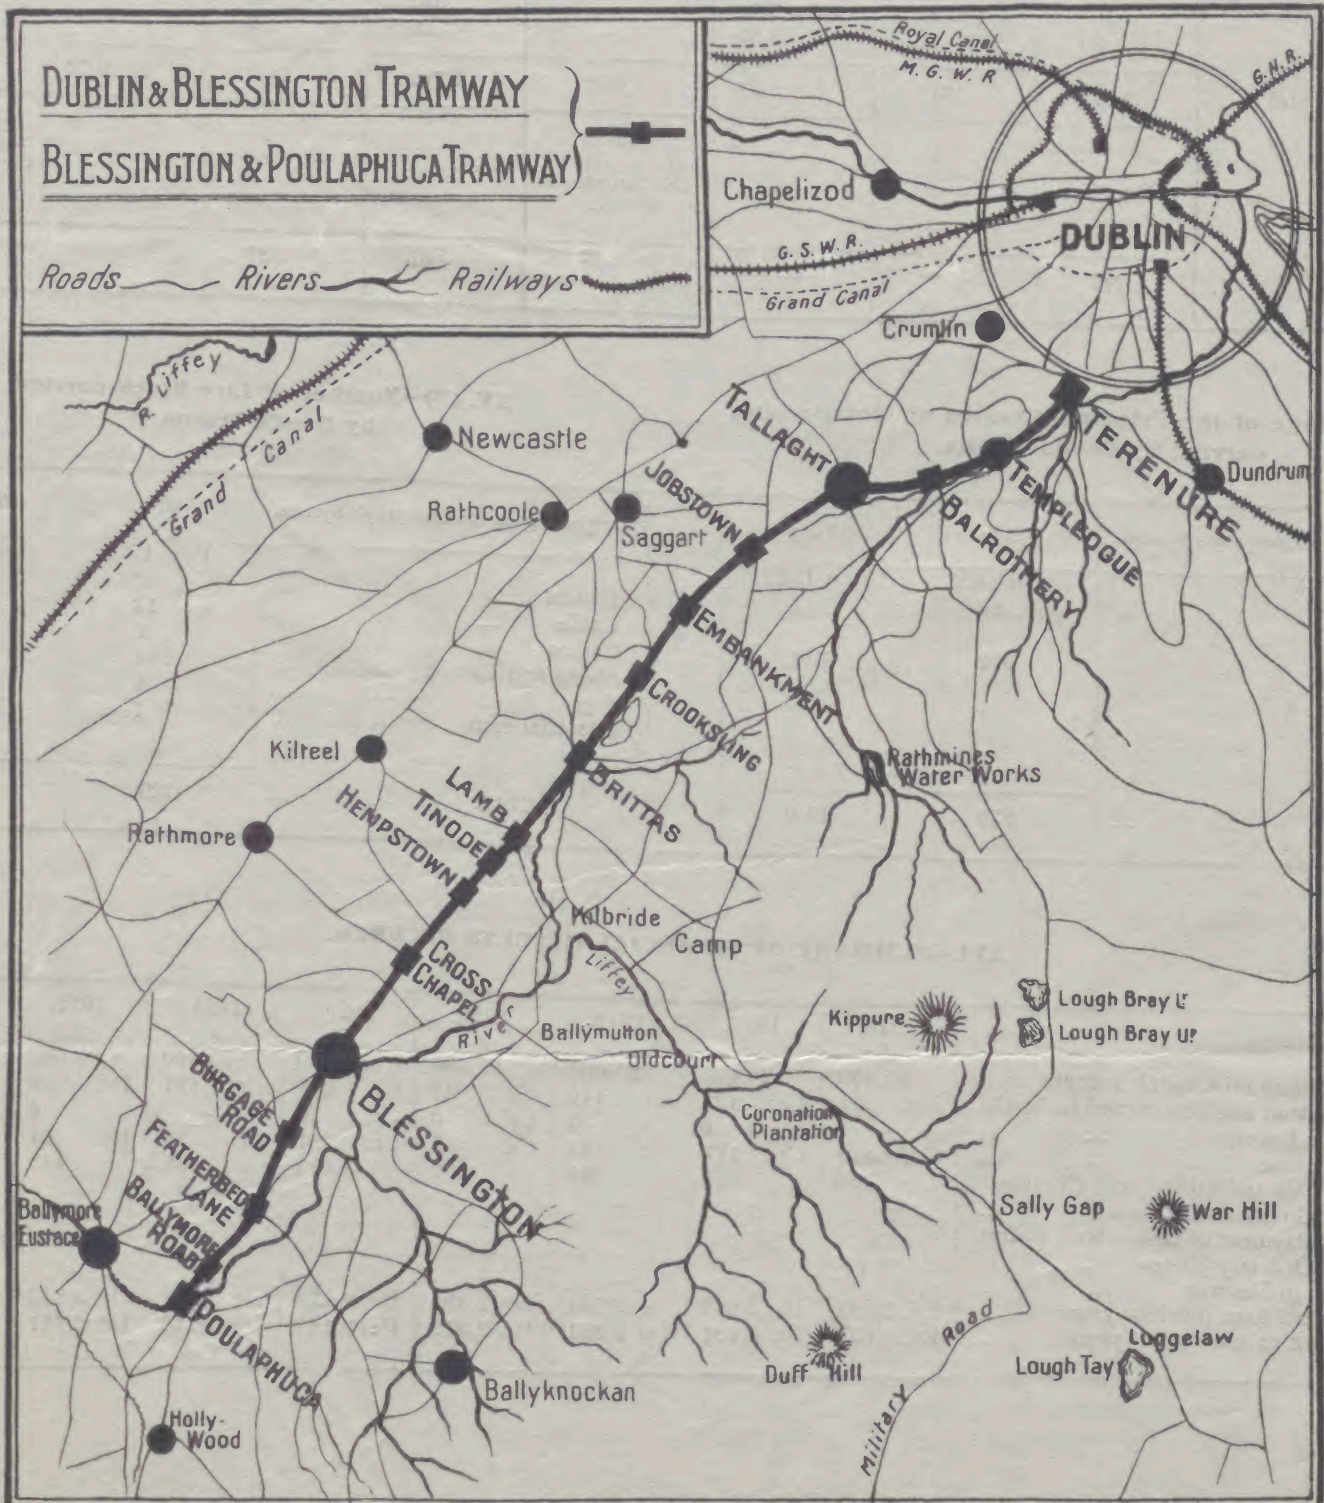 DUBLIN & BLESSINGTON TRAMWAY
BLESSINGTON & POULAPHUCA TRAMWAY
Roads Rivers Railways
Royal Canal
M. G. W. R
G. N. R.
Chapelizod
G. S. W. R.
DUBLIN
Grand Canal
Crumlin
R. Liffey
Grand Canal
Newcastle
TALLAGHT
TERENURE
Dundrum
JOBSTOWN
TEMPLEOGUE
BALROTHERY
Rathcoole
Saggart
EMBANKMENT
CROOKSLING
Kilteel
Rathmines
Water Works
LAMB
BRITTAS
TINODE
HEMPSTOWN
Rathmore
Kilbride
Camp
CROSS
CHAPEL
River
Liffey
Ballymutton
Oldcourt
Kippure
Lough Bray Lr
Lough Bray Ur
BURGAGE
ROAD
BLESSINGTON
Coronation
Plantation
FEATHERBED
LANE
BALLYMORE
ROAD
Ballymore
Eustace
Sally Gap
War Hill
POULAPHUCA
Military Road
Duff Hill
Luggelaw
Lough Tay
Ballyknockan
Holly-
Wood